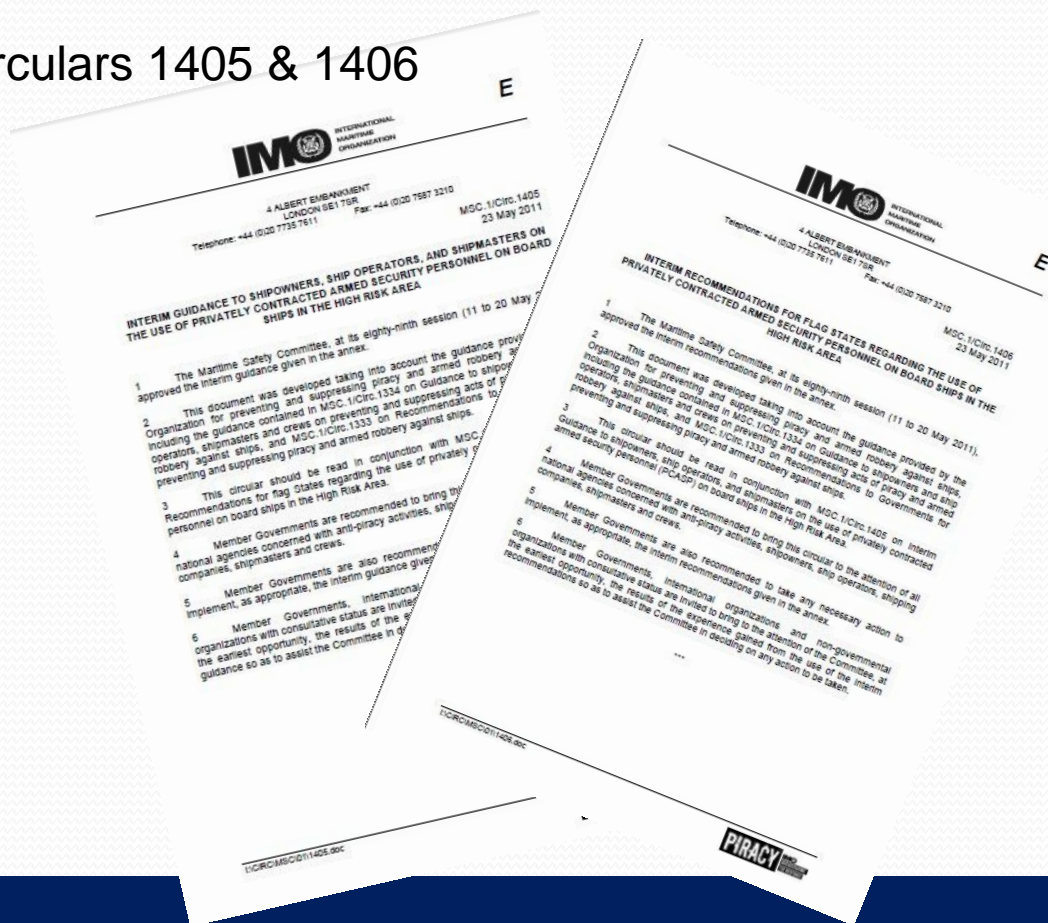 rculars 1405 & 1406
E
IMO
INTERNATIONAL
MARITIME
ORGANIZATION
4 ALBERT EMBANKMENT
LONDON SE1 7SR
Telephone: +44 (0)20 7735 7611 Fax: +44 (0)20 7587 3210
MSC.1/Circ.1405
23 May 2011
INTERIM GUIDANCE TO SHIPOWNERS, SHIP OPERATORS, AND SHIPMASTERS ON
THE USE OF PRIVATELY CONTRACTED ARMED SECURITY PERSONNEL ON BOARD
SHIPS IN THE HIGH RISK AREA
1 The Maritime Safety Committee, at its eighty-ninth session (11 to 20 May
approved the interim guidance given in the annex.
2 This document was developed taking into account the guidance provi
Organization for preventing and suppressing piracy and armed robbery
including the guidance contained in MSC.1/Circ.1334 on Guidance to shipow
operators, shipmasters and crews on preventing and suppressing acts of p
robbery against ships, and MSC.1/Circ.1333 on Recommendations to
preventing and suppressing piracy and armed robbery against ships.
3 This circular should be read in conjunction with MSC.
Recommendations for flag States regarding the use of privately
personnel on board ships in the High Risk Area.
4 Member Governments are recommended to bring thi
national agencies concerned with anti-piracy activities, ship
companies, shipmasters and crews.
5 Member Governments are also recommend
implement, as appropriate, the interim guidance give
6 Member Governments, international
organizations with consultative status are invite
the earliest opportunity, the results of the e
guidance so as to assist the Committee in d
I:\CIRC\MSC\01\1405.doc
E
IMO
INTERNATIONAL
MARITIME
ORGANIZATION
4 ALBERT EMBANKMENT
LONDON SE1 7SR
Telephone: +44 (0)20 7735 7611 Fax: +44 (0)20 7587 3210
MSC.1/Circ.1406
23 May 2011
INTERIM RECOMMENDATIONS FOR FLAG STATES REGARDING THE USE OF
PRIVATELY CONTRACTED ARMED SECURITY PERSONNEL ON BOARD SHIPS IN THE
HIGH RISK AREA
1 The Maritime Safety Committee, at its eighty-ninth session (11 to 20 May 2011),
approved the interim recommendations given in the annex.
2 This document was developed taking into account the guidance provided by the
Organization for preventing and suppressing piracy and armed robbery against ships,
including the guidance contained in MSC.1/Circ.1334 on Guidance to shipowners and ship
operators, shipmasters and crews on preventing and suppressing acts of piracy and armed
robbery against ships, and MSC.1/Circ.1333 on Recommendations to Governments for
preventing and suppressing piracy and armed robbery against ships.
3 This circular should be read in conjunction with MSC.1/Circ.1405 on Interim
Guidance to shipowners, ship operators, and shipmasters on the use of privately contracted
armed security personnel (PCASP) on board ships in the High Risk Area.
4 Member Governments are recommended to bring this circular to the attention of all
national agencies concerned with anti-piracy activities, shipowners, ship operators, shipping
companies, shipmasters and crews.
5 Member Governments are also recommended to take any necessary action to
implement, as appropriate, the interim recommendations given in the annex.
6 Member Governments, international organizations and non-governmental
organizations with consultative status are invited to bring to the attention of the Committee, at
the earliest opportunity, the results of the experience gained from the use of the interim
recommendations so as to assist the Committee in deciding on any action to be taken.
***
I:\CIRC\MSC\01\1406.doc
PIRACY